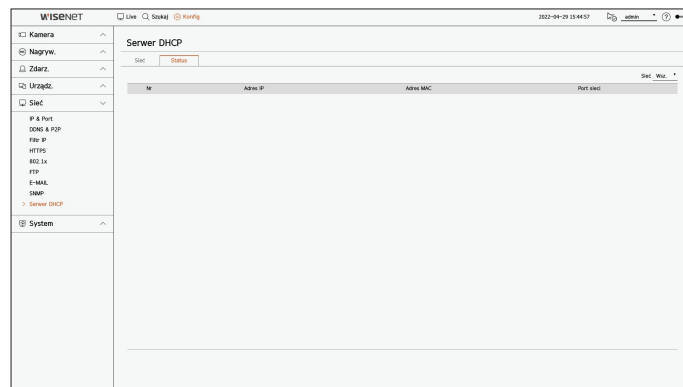 WISENET
Live Szukaj Konfig
2022-04-29 15:44:57 admin ?
Kamera
Nagryw.
Zdarz.
Urządz.
Sieć
IP & Port
DDNS & P2P
Filtr IP
HTTPS
802.1x
FTP
E-MAIL
SNMP
> Serwer DHCP
System
Serwer DHCP
Sieć Status
Sieć Wsz.
Nr Adres IP Adres MAC Port sieci